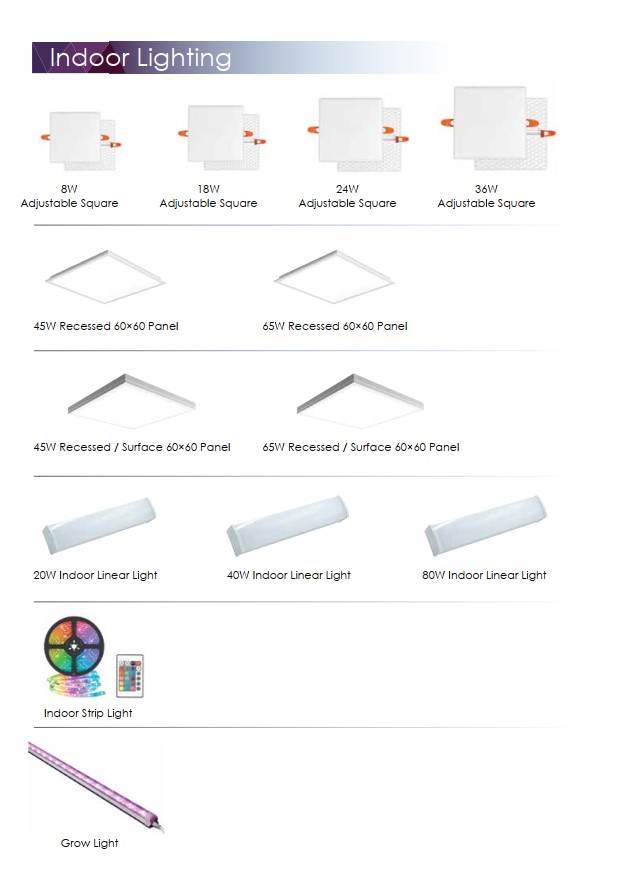 Indoor Lighting
8W
Adjustable Square
18W
Adjustable Square
24W
Adjustable Square
36W
Adjustable Square
45W Recessed 60×60 Panel
65W Recessed 60×60 Panel
45W Recessed / Surface 60×60 Panel
65W Recessed / Surface 60×60 Panel
20W Indoor Linear Light
40W Indoor Linear Light
80W Indoor Linear Light
Indoor Strip Light
Grow Light